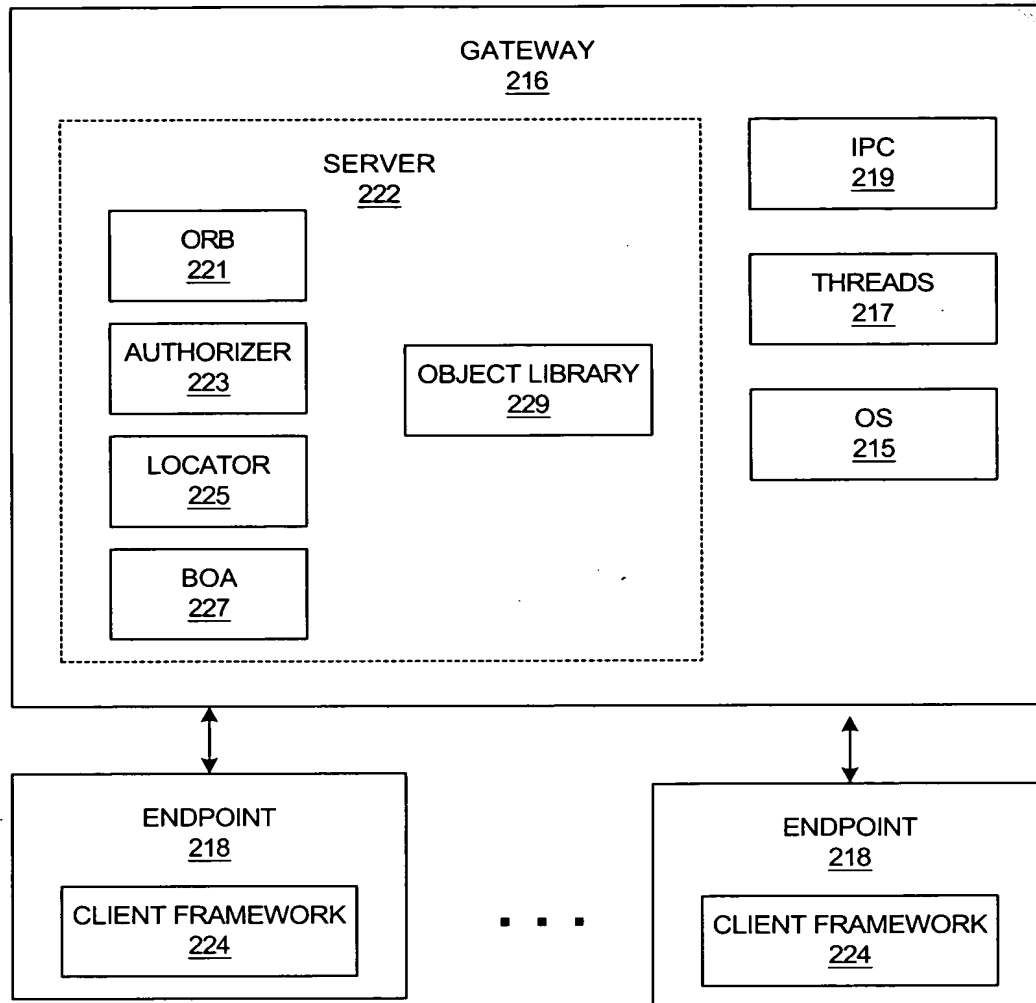 GATEWAY
216
SERVER
222
ORB
221
AUTHORIZER
223
LOCATOR
225
BOA
227
OBJECT LIBRARY
229
IPC
219
THREADS
217
OS
215
ENDPOINT
218
CLIENT FRAMEWORK
224
ENDPOINT
218
CLIENT FRAMEWORK
224